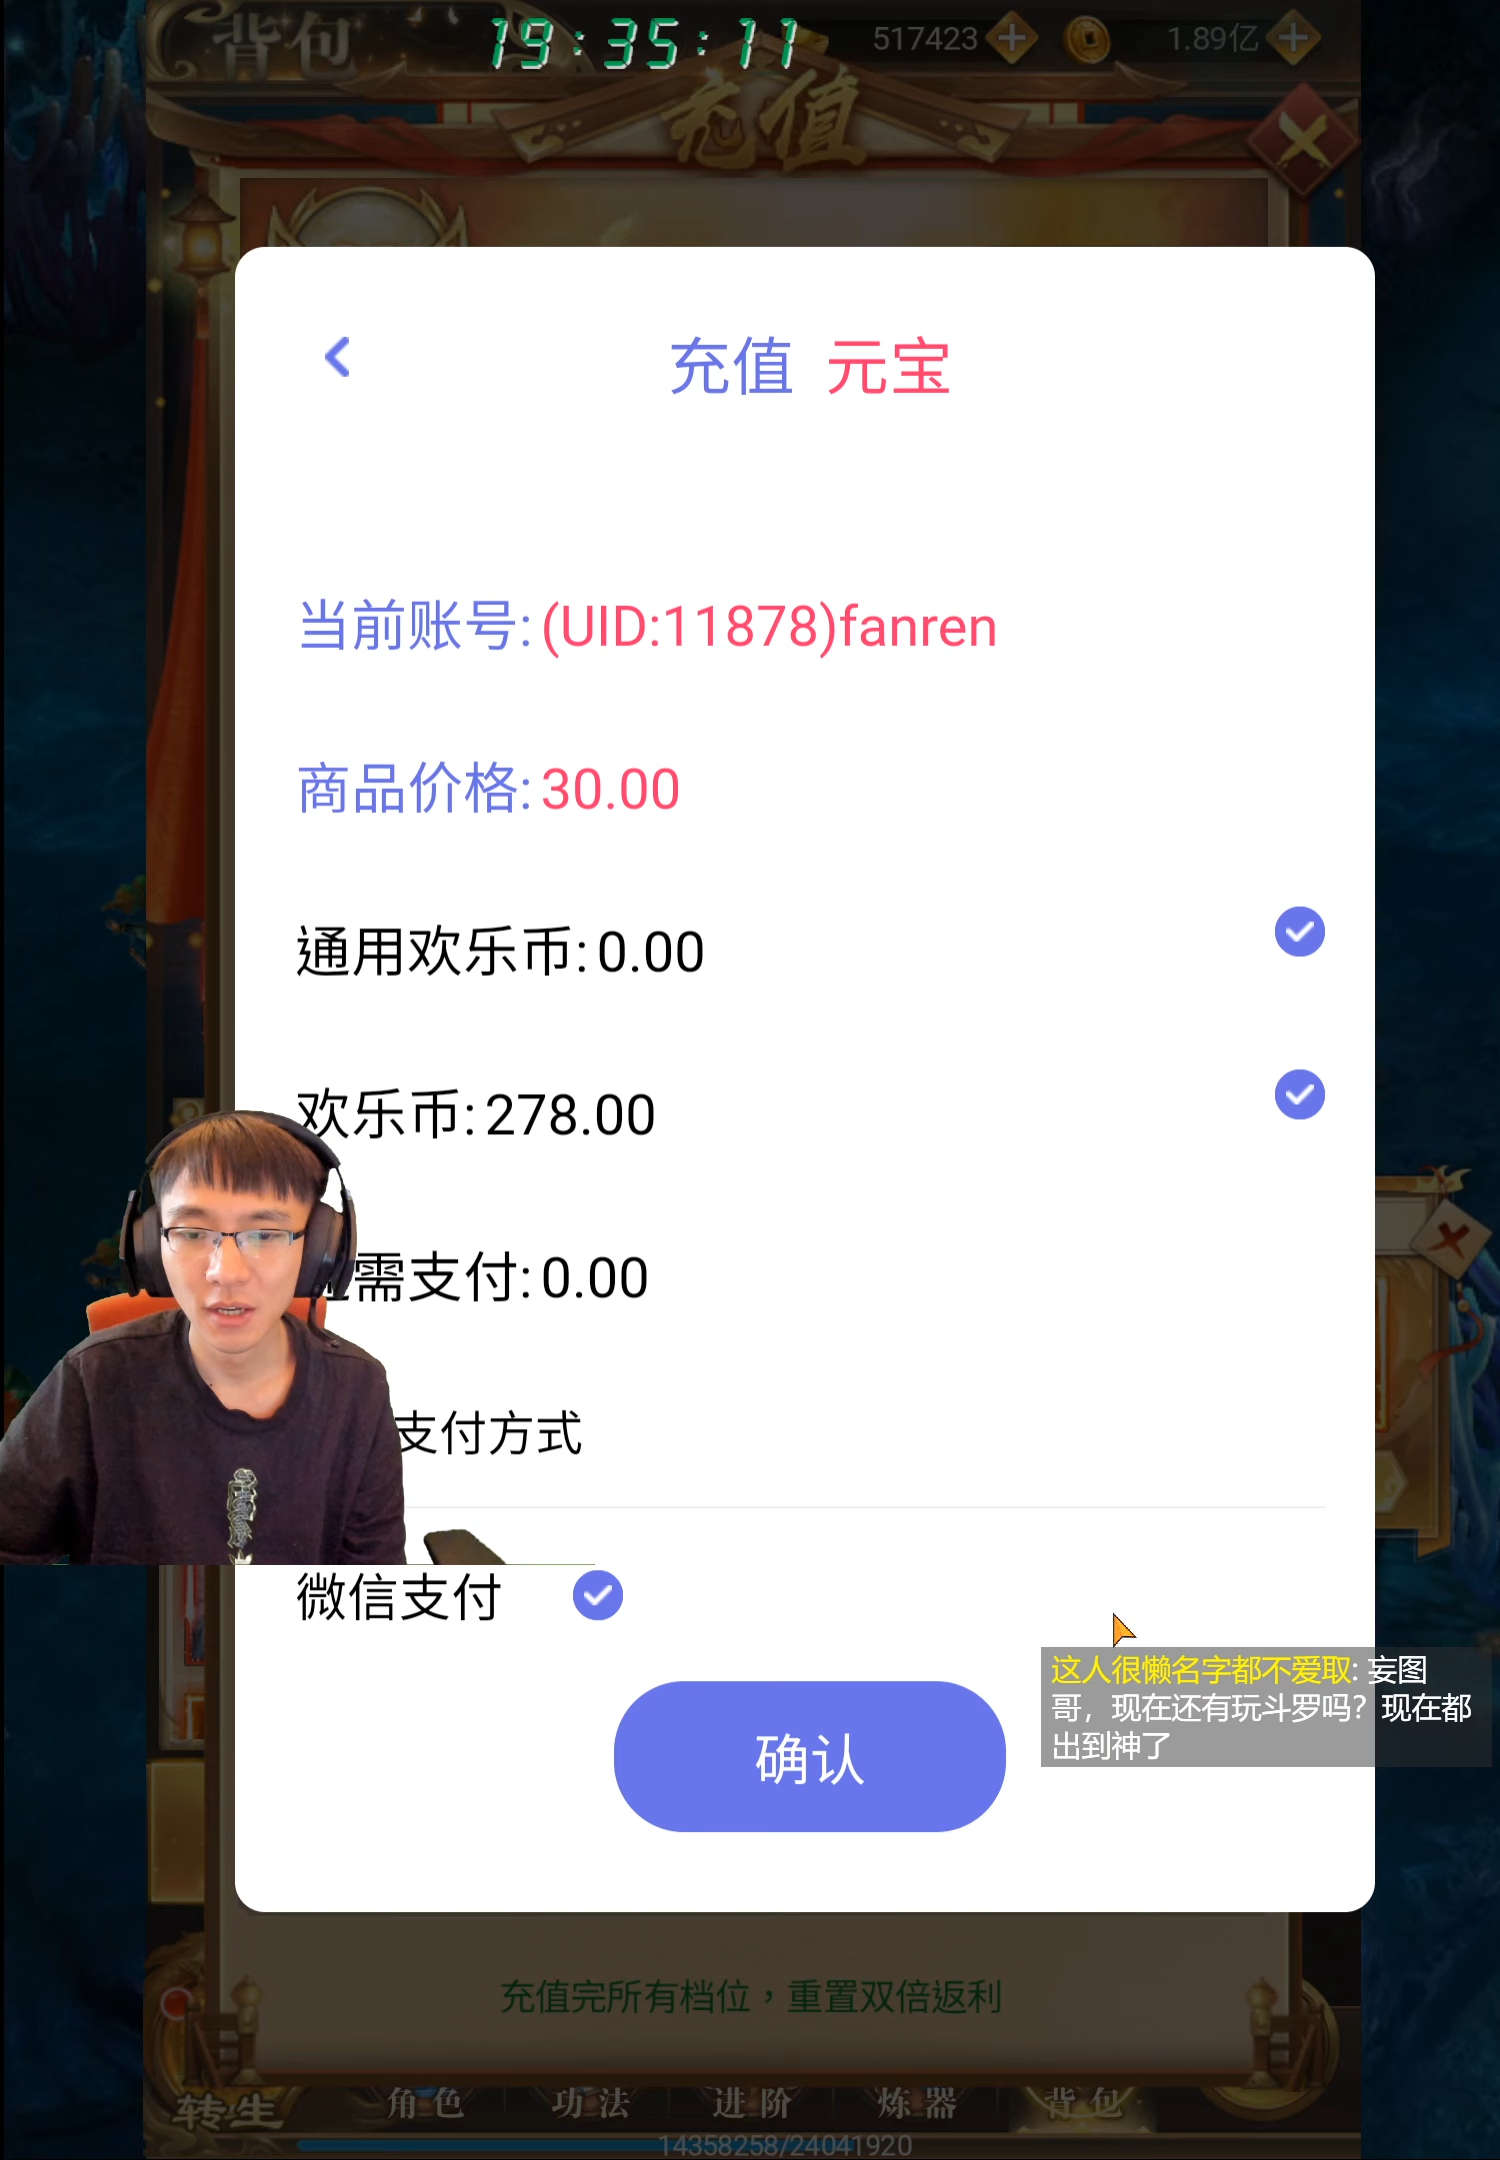 背包
19:35:11
517423
1.89亿
充值
充值 元宝
当前账号:(UID:11878)fanren
商品价格:30.00
通用欢乐币:0.00
欢乐币:278.00
需支付:0.00
支付方式
微信支付
这人很懒名字都不爱取: 妄图
哥，现在还有玩斗罗吗？现在都
出到神了
确认
充值完所有档位，重置双倍返利
转生
角色
功法
进阶
炼器
背包
14358258/24041920